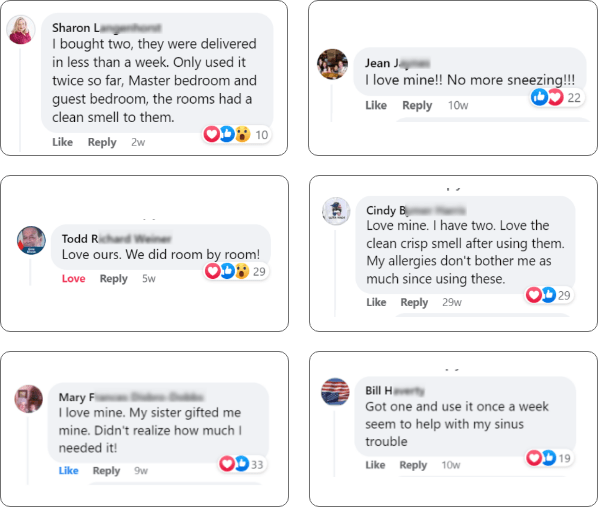 Sharon L
I bought two, they were delivered
in less than a week. Only used it
twice so far, Master bedroom and
guest bedroom, the rooms had a
clean smell to them.
10
Like Reply 2w
Jean J
I love mine!! No more sneezing!!!
22
Like Reply 10w
Todd R
Love ours. We did room by room!
29
Love Reply 5w
Cindy B
Love mine. I have two. Love the
clean crisp smell after using them.
My allergies don't bother me as
much since using these.
29
Like Reply 29w
Mary F
I love mine. My sister gifted me
mine. Didn't realize how much I
needed it!
33
Like Reply 9w
Bill H
Got one and use it once a week
seem to help with my sinus
trouble
19
Like Reply 10w